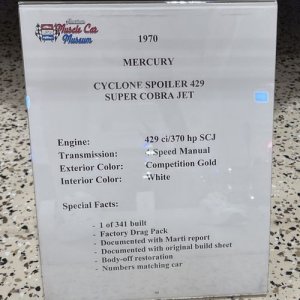 American
Muscle Car
Museum
1970
MERCURY
CYCLONE SPOILER 429
SUPER COBRA JET
Engine: 429 ci/370 hp SCJ
Transmission: 4 Speed Manual
Exterior Color: Competition Gold
Interior Color: White
Special Facts:
- 1 of 341 built
- Factory Drag Pack
- Documented with Marti report
- Documented with original build sheet
- Body-off restoration
- Numbers matching car